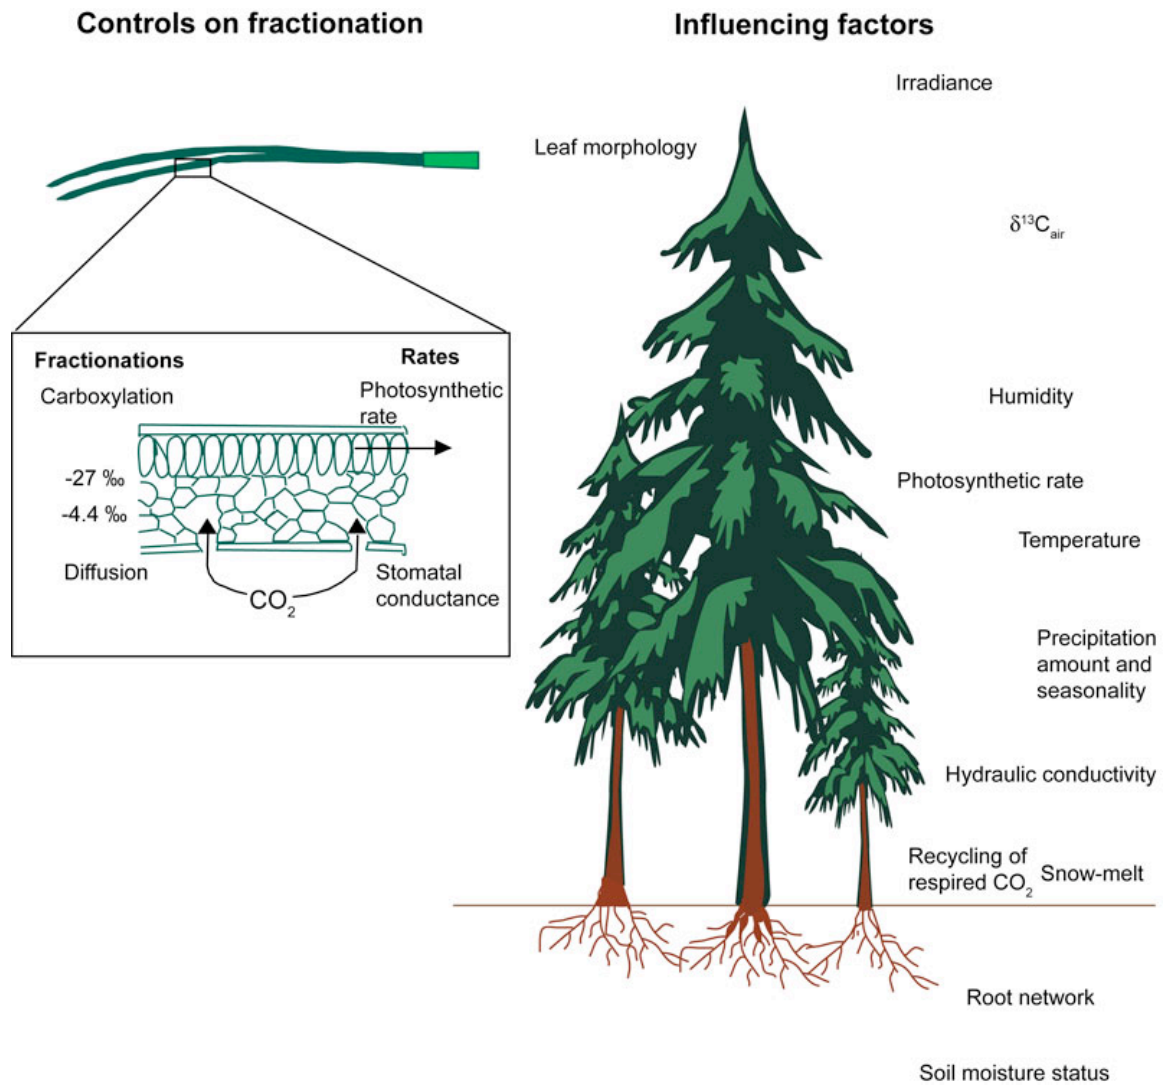 Controls on fractionation
Influencing factors
Irradiance
Leaf morphology
δ¹³C_air
Fractionations
Rates
Carboxylation
Photosynthetic
rate
-27 ‰
-4.4 ‰
Diffusion
CO₂
Stomatal
conductance
Humidity
Photosynthetic rate
Temperature
Precipitation
amount and
seasonality
Hydraulic conductivity
Recycling of
respired CO₂
Snow-melt
Root network
Soil moisture status